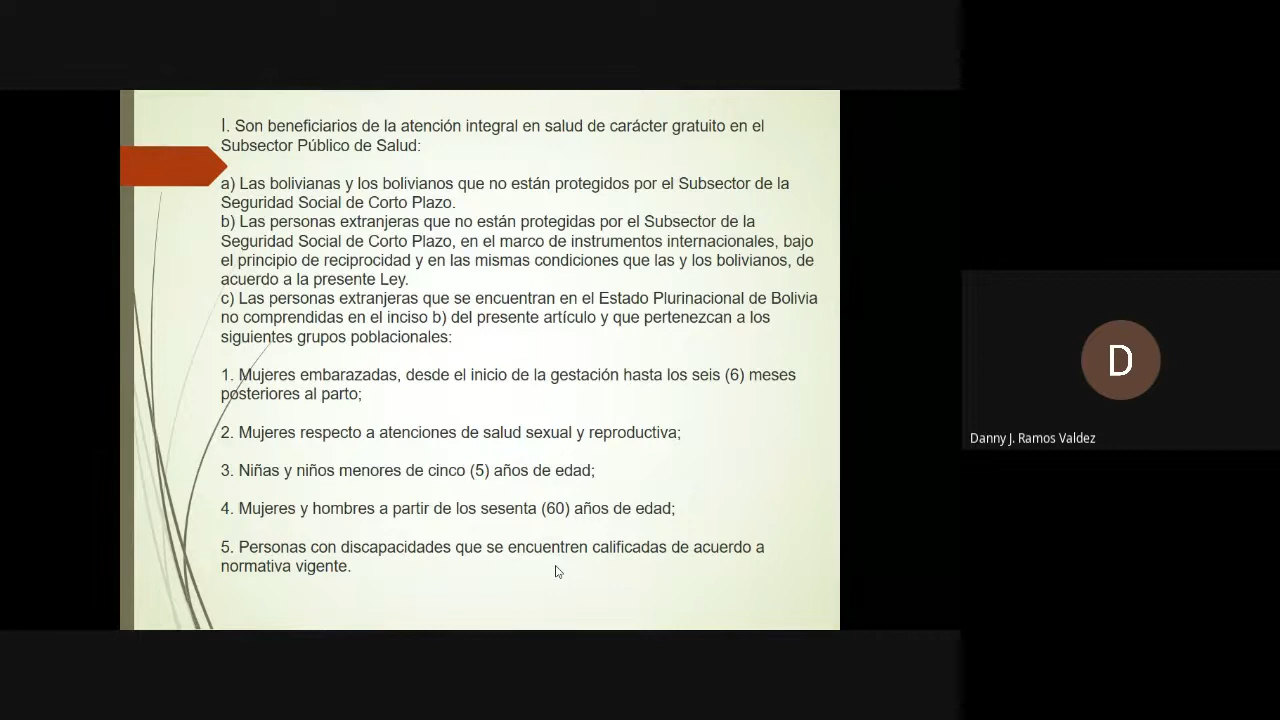 I. Son beneficiarios de la atención integral en salud de carácter gratuito en el
Subsector Público de Salud:
a) Las bolivianas y los bolivianos que no están protegidos por el Subsector de la
Seguridad Social de Corto Plazo.
b) Las personas extranjeras que no están protegidas por el Subsector de la
Seguridad Social de Corto Plazo, en el marco de instrumentos internacionales, bajo
el principio de reciprocidad y en las mismas condiciones que las y los bolivianos, de
acuerdo a la presente Ley.
c) Las personas extranjeras que se encuentran en el Estado Plurinacional de Bolivia
no comprendidas en el inciso b) del presente artículo y que pertenezcan a los
siguientes grupos poblacionales:
1. Mujeres embarazadas, desde el inicio de la gestación hasta los seis (6) meses
posteriores al parto;
2. Mujeres respecto a atenciones de salud sexual y reproductiva;
3. Niñas y niños menores de cinco (5) años de edad;
4. Mujeres y hombres a partir de los sesenta (60) años de edad;
5. Personas con discapacidades que se encuentren calificadas de acuerdo a
normativa vigente.
D
Danny J. Ramos Valdez